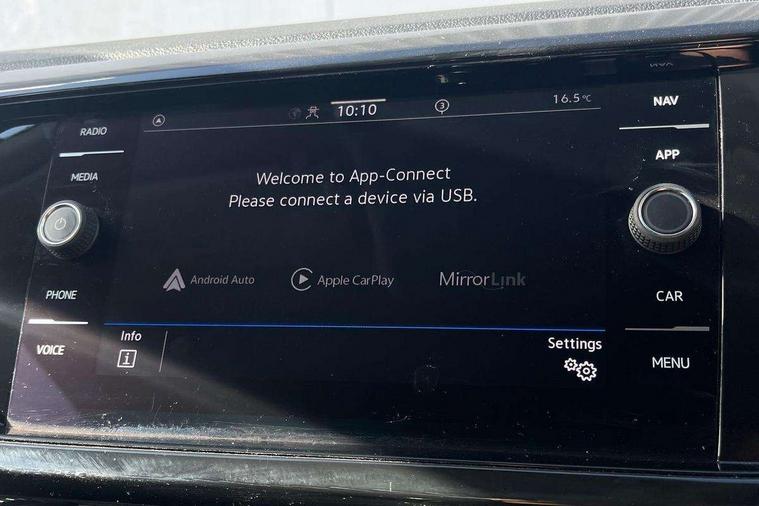 RADIO
MEDIA
PHONE
VOICE
10:10
3
16.5°C
Welcome to App-Connect
Please connect a device via USB.
Android Auto
Apple CarPlay
MirrorLink
Info
i
Settings
NAV
APP
CAR
MENU